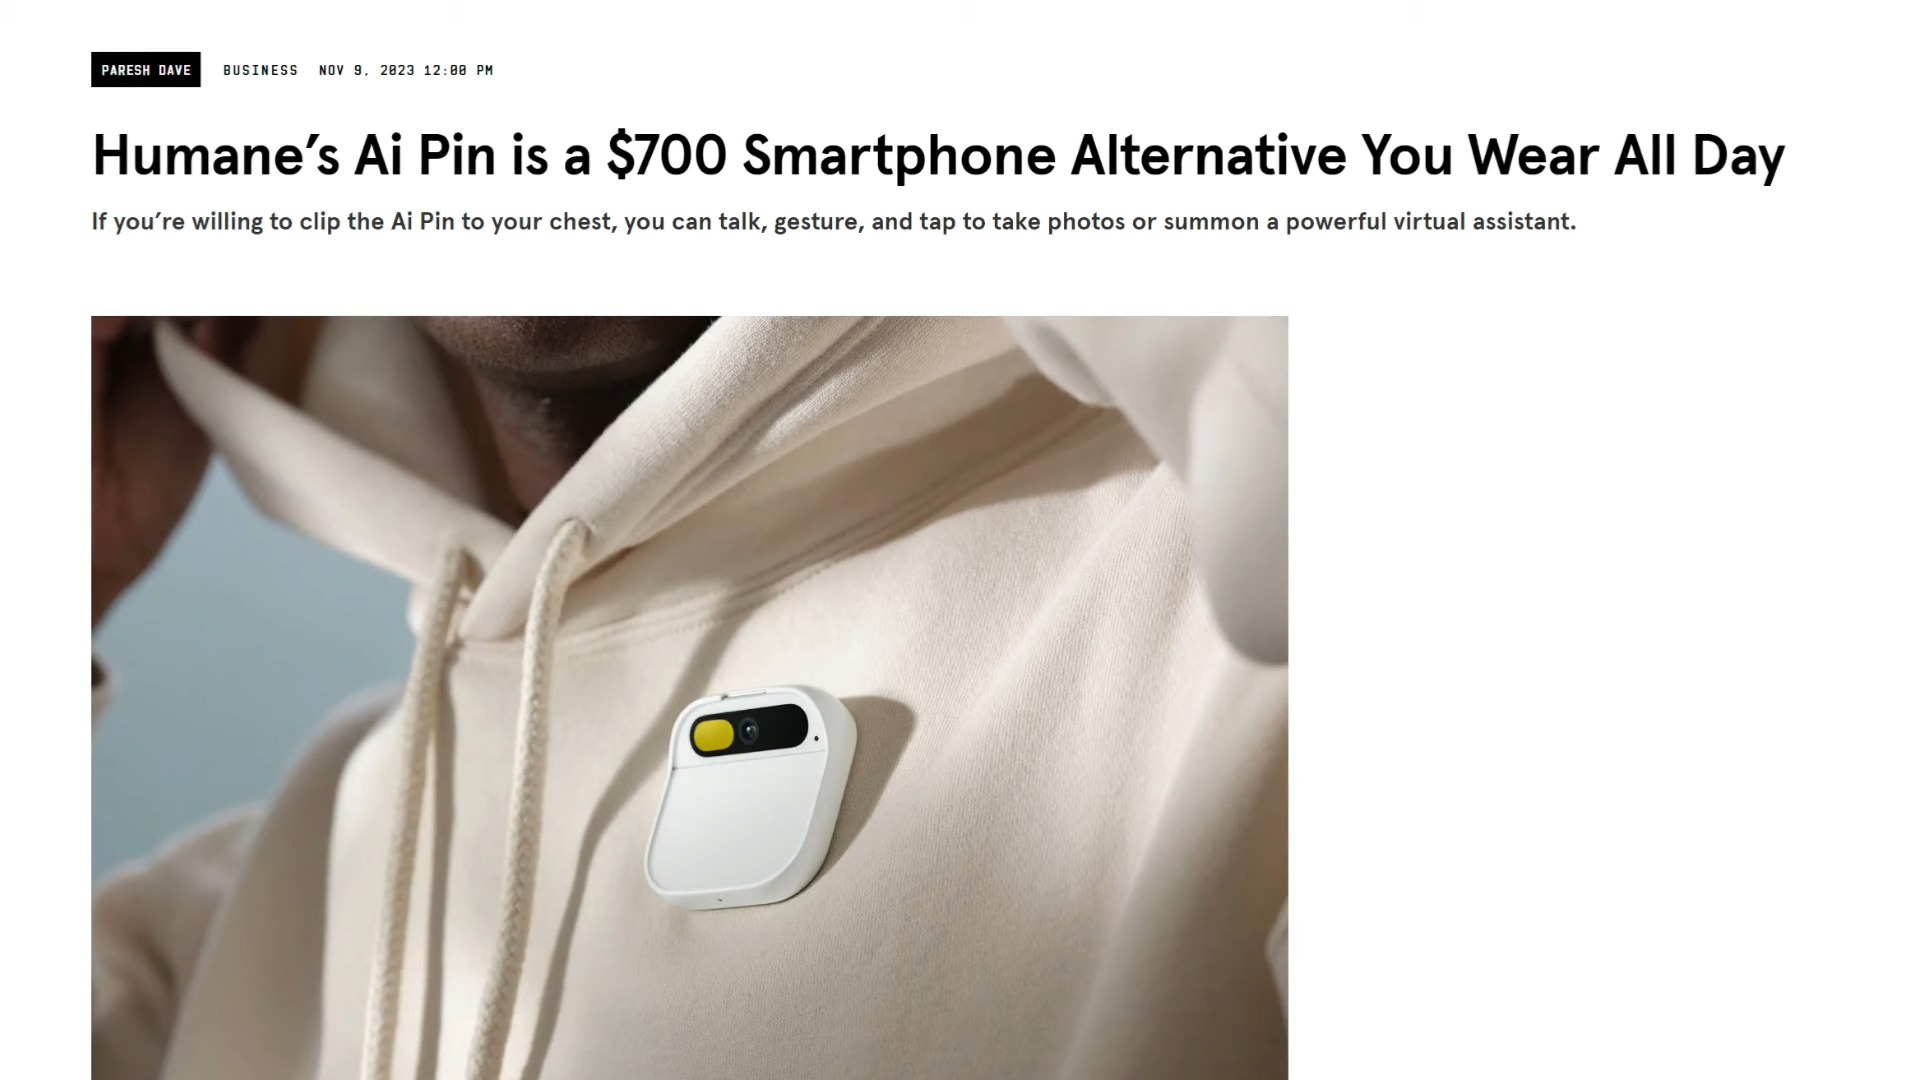 PARESH DAVE BUSINESS NOV 9, 2023 12:00 PM
Humane’s Ai Pin is a $700 Smartphone Alternative You Wear All Day
If you’re willing to clip the Ai Pin to your chest, you can talk, gesture, and tap to take photos or summon a powerful virtual assistant.